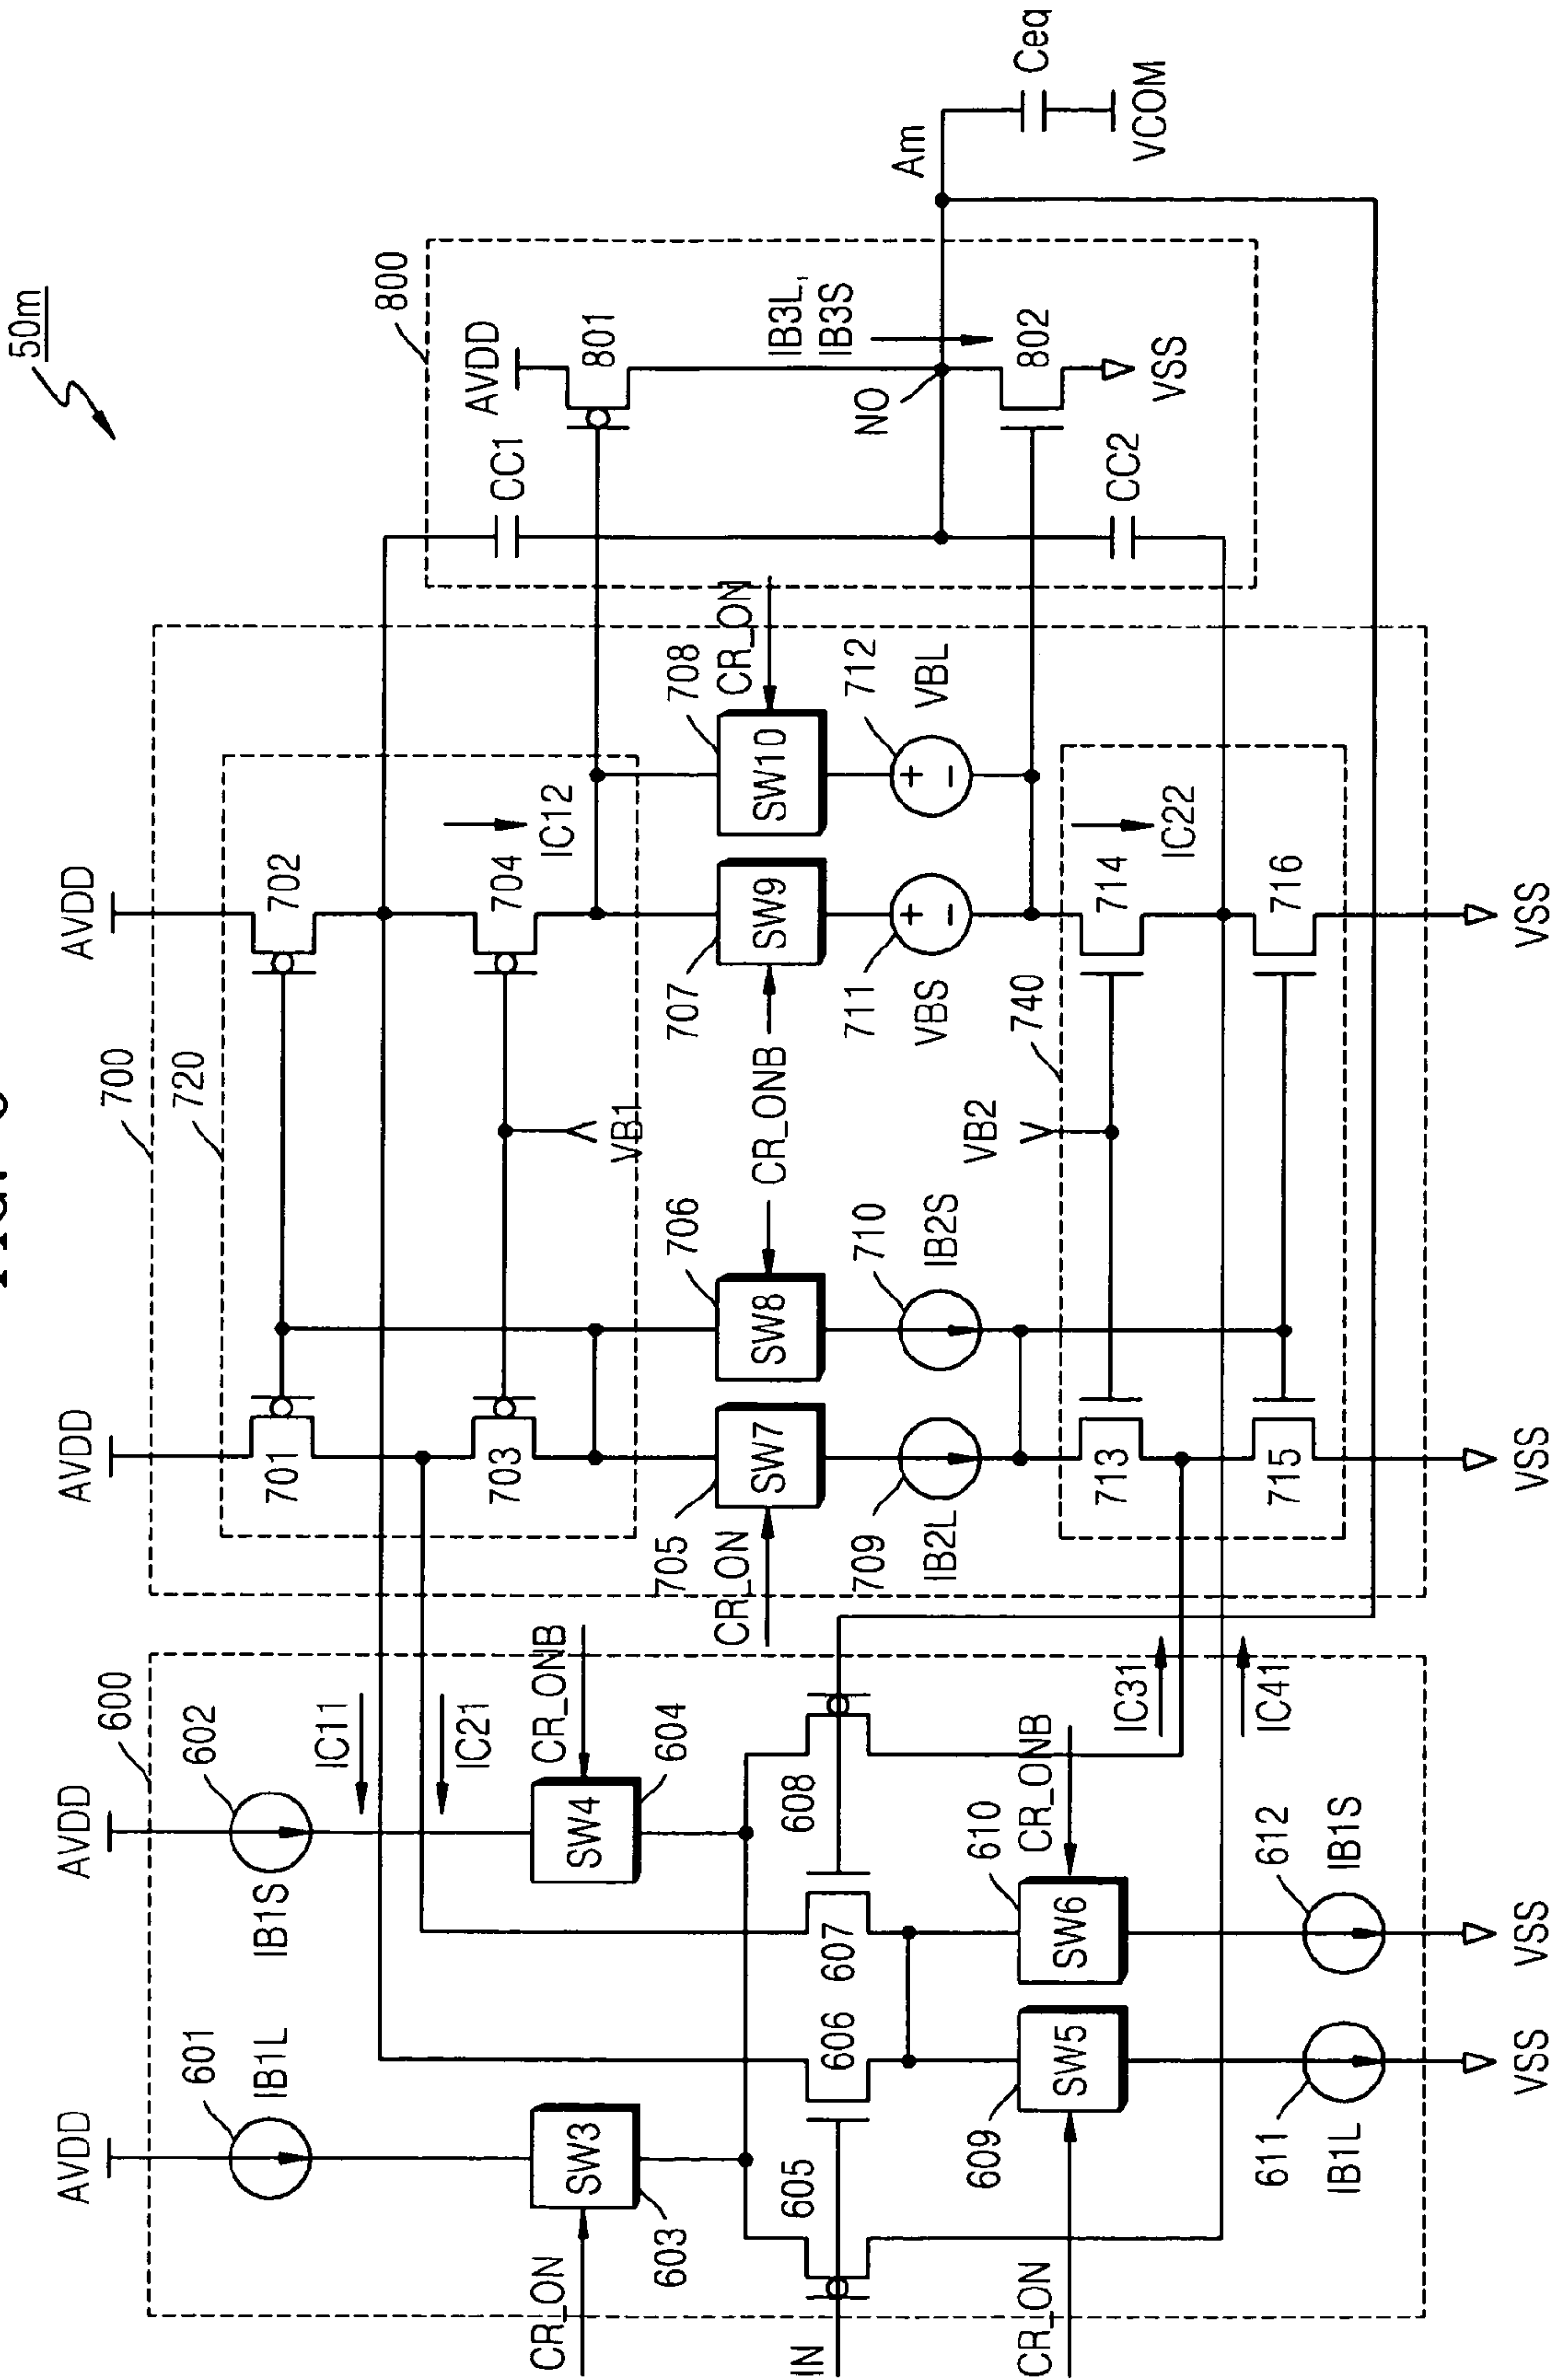 50m
600
AVDD
601
IB1L
AVDD
602
IB1S
IC11
IC21
CR_ON
SW3
603
CR_ONB
SW4
604
IN
605
606
607
608
CR_ON
609
SW5
610
SW6
CR_ONB
611
IB1L
612
IB1S
VSS
VSS
IC31
IC41
700
720
AVDD
701
AVDD
702
703
704
VB1
IC12
CR_ON
705
SW7
706
SW8
CR_ONB
707
SW9
708
SW10
CR_ON
709
IB2L
710
IB2S
711
VBS
712
VBL
VB2
740
713
714
IC22
715
716
VSS
VSS
800
AVDD
801
CC1
IB3L,
IB3S
NO
802
CC2
VSS
Am
Ceq
VCOM